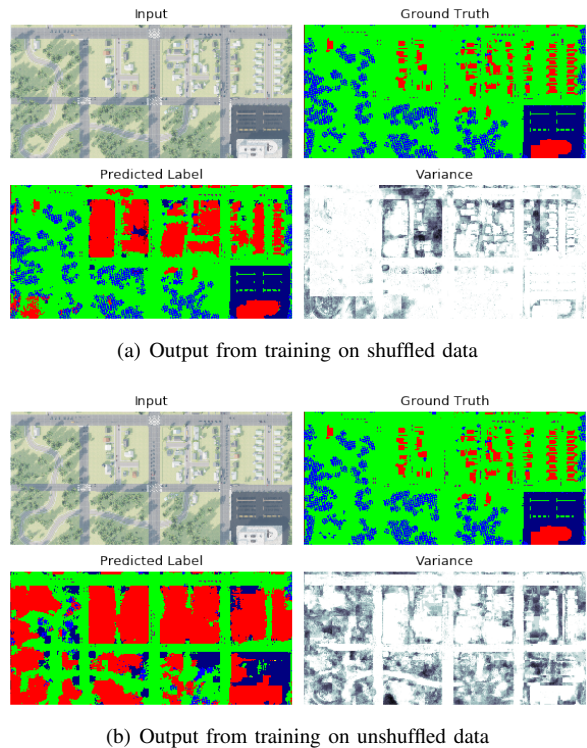 Input
Ground Truth
Predicted Label
Variance
(a) Output from training on shuffled data
Input
Ground Truth
Predicted Label
Variance
(b) Output from training on unshuffled data